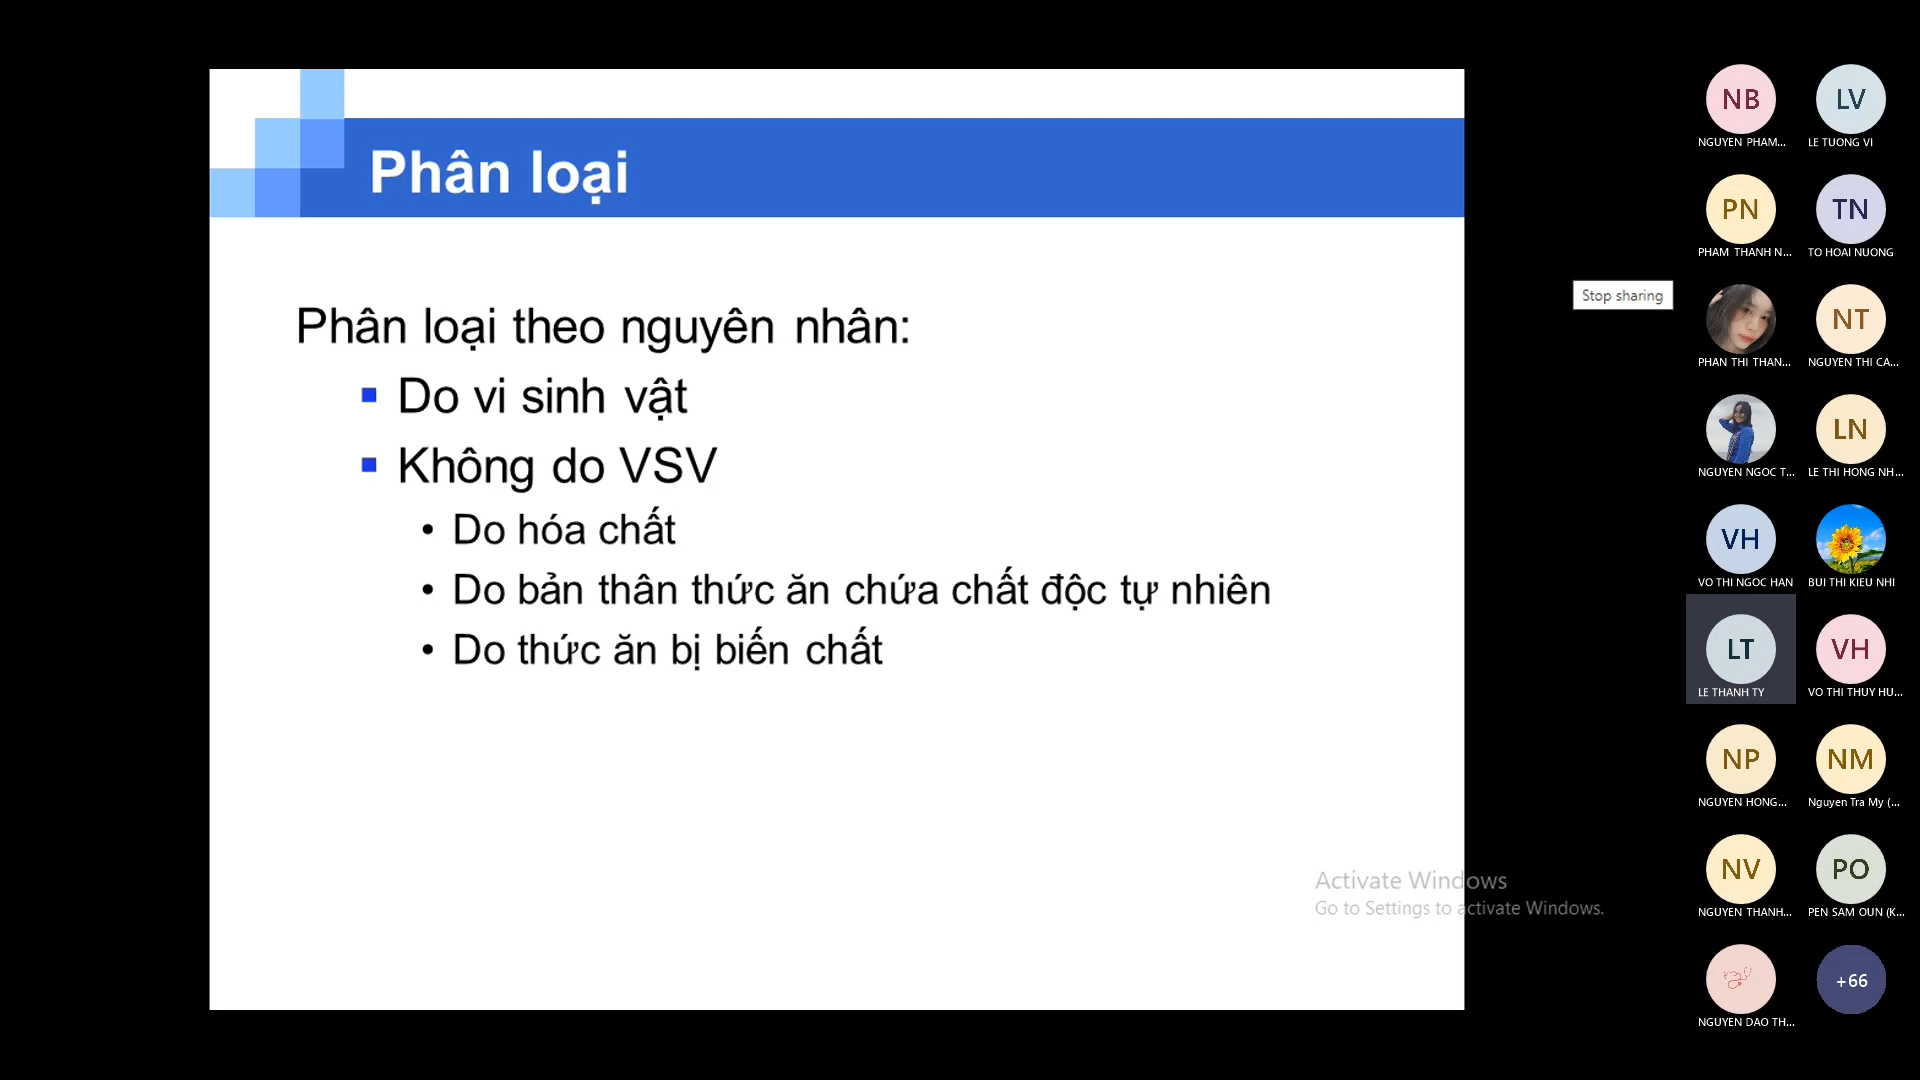 Phân loại
Phân loại theo nguyên nhân:
Do vi sinh vật
Không do VSV
• Do hóa chất
• Do bản thân thức ăn chứa chất độc tự nhiên
• Do thức ăn bị biến chất
Activate Windows
Go to Settings to activate Windows.
Stop sharing
NB
LV
NGUYEN PHAM...
LE TUONG VI
PN
TN
PHAM THANH N...
TO HOAI NUONG
NT
PHAN THI THAN...
NGUYEN THI CA...
LN
NGUYEN NGOC T...
LE THI HONG NH...
VH
VO THI NGOC HAN
BUI THI KIEU NHI
LT
VH
LE THANH TY
VO THI THUY HU...
NP
NM
NGUYEN HONG...
Nguyen Tra My (...
NV
PO
NGUYEN THANH...
PEN SAM OUN (K...
+66
NGUYEN DAO TH...